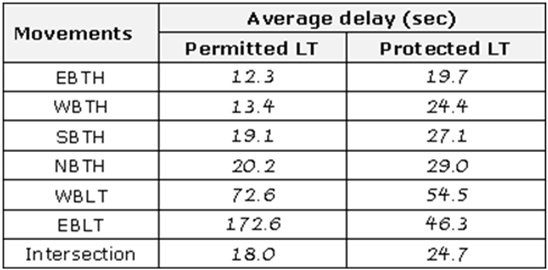 Movements Average delay (sec)
Permitted LT Protected LT
EBTH 12.3 19.7
WBTH 13.4 24.4
SBTH 19.1 27.1
NBTH 20.2 29.0
WBLT 72.6 54.5
EBLT 172.6 46.3
Intersection 18.0 24.7